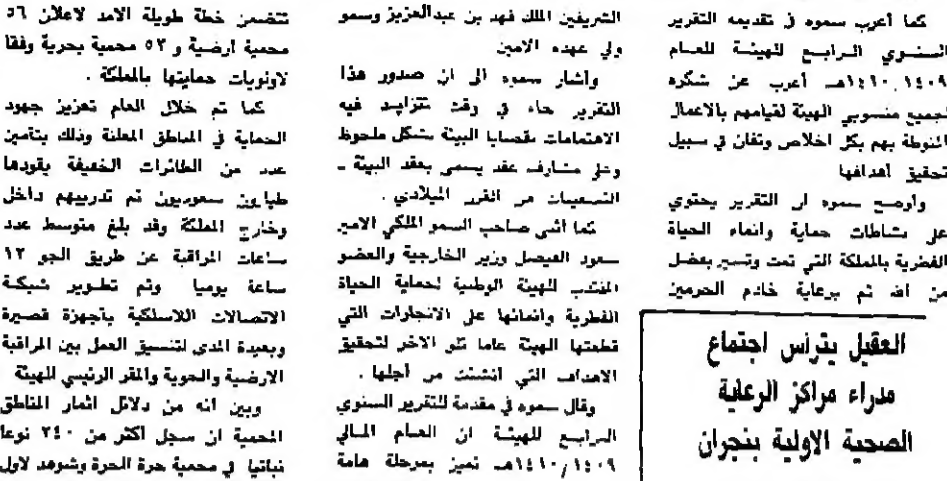 كما أعرب سموه في تقديمه التقرير
السنوي الرابع للهيئة للعام
١٤٠٩/١٤١٠هـ أعرب عن شكره
لجميع منسوبي الهيئة لقيامهم بالاعمال
المنوطة بهم بكل اخلاص وتفان في سبيل
تحقيق أهدافها
وأوضح سموه ان التقرير يحتوي
على نشاطات حماية وانماء الحياة
الفطرية بالمملكة التي تمت وتسير بفضل
من الله ثم برعاية خادم الحرمين
العقيل يترأس اجتماع
مدراء مراكز الرعاية
الصحية الاولية بنجران
الشريفين الملك فهد بن عبدالعزيز وسمو
ولي عهده الامين
وأشار سموه الى ان صدور هذا
التقرير جاء في وقت تتزايد فيه
الاهتمامات بقضايا البيئة بشكل ملحوظ
وعلى مشارف عقد يسمى بعقد البيئة -
التسعينات من القرن الميلادي .
كما أثنى صاحب السمو الملكي الامير
سعود الفيصل وزير الخارجية والعضو
المنتدب للهيئة الوطنية لحماية الحياة
الفطرية وانمائها على الانجازات التي
قطعتها الهيئة عاما تلو الاخر لتحقيق
الاهداف التي انشئت من أجلها .
وقال سموه في مقدمة للتقرير السنوي
الرابع للهيئة ان العام المالي
١٤٠٩/١٤١٠هـ تميز بمرحلة هامة
تتضمن خطة طويلة الامد لاعلان ٥٦
محمية ارضية و ٥٣ محمية بحرية وفقا
لاولويات حمايتها بالمملكة .
كما تم خلال العام تعزيز جهود
الحماية في المناطق المعلنة وذلك بتأمين
عدد من الطائرات الخفيفة يقودها
طيارون سعوديون تم تدريبهم داخل
وخارج المملكة وقد بلغ متوسط عدد
ساعات المراقبة عن طريق الجو ١٢
ساعة يوميا وتم تطوير شبكة
الاتصالات اللاسلكية بأجهزة قصيرة
وبعيدة المدى لتنسيق العمل بين المراقبة
الارضية والجوية والمقر الرئيسي للهيئة
وبين انه من دلائل اثمار المناطق
المحمية ان سجل اكثر من ٢٤٠ نوعا
نباتيا في محمية حرة الحرة وشوهد لاول